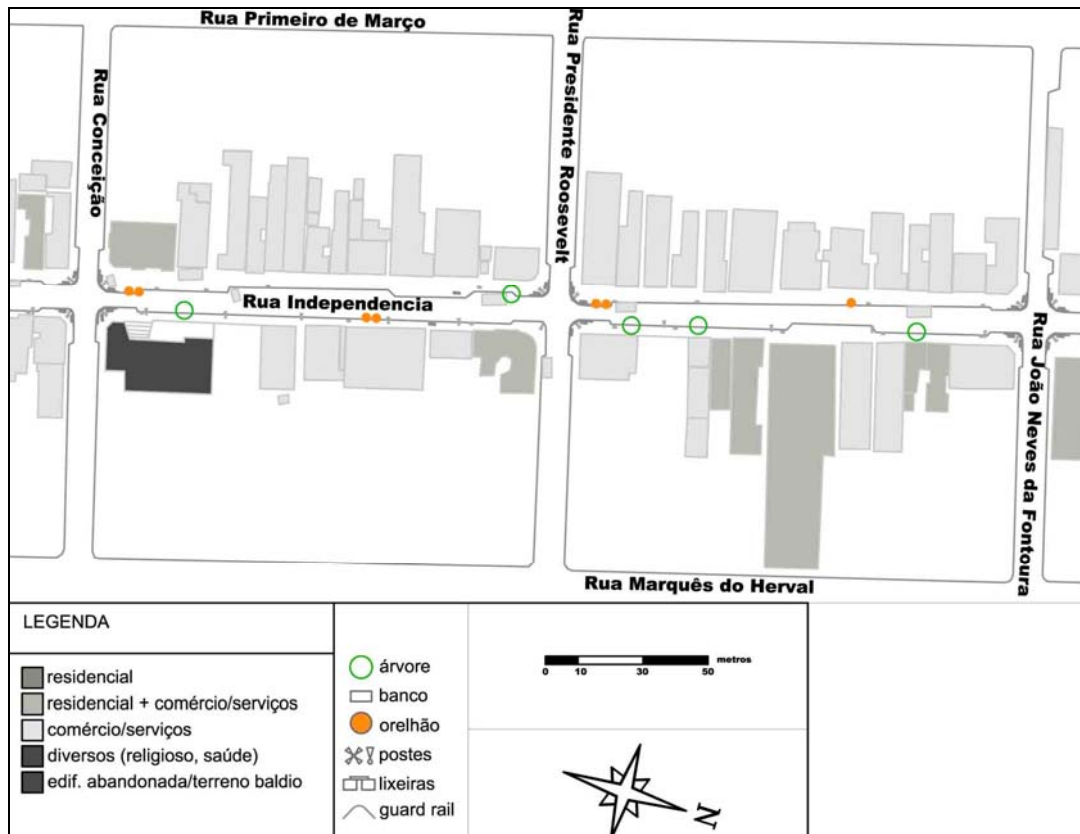 Rua Primeiro de Março
Rua Conceição
Rua Presidente Roosevelt
Rua Independencia
Rua João Neves da Fontoura
Rua Marquês do Herval
LEGENDA
residencial
residencial + comércio/serviços
comércio/serviços
diversos (religioso, saúde)
edif. abandonada/terreno baldio
árvore
banco
orelhão
postes
lixeiras
guard rail
metros
0 10 30 50
N